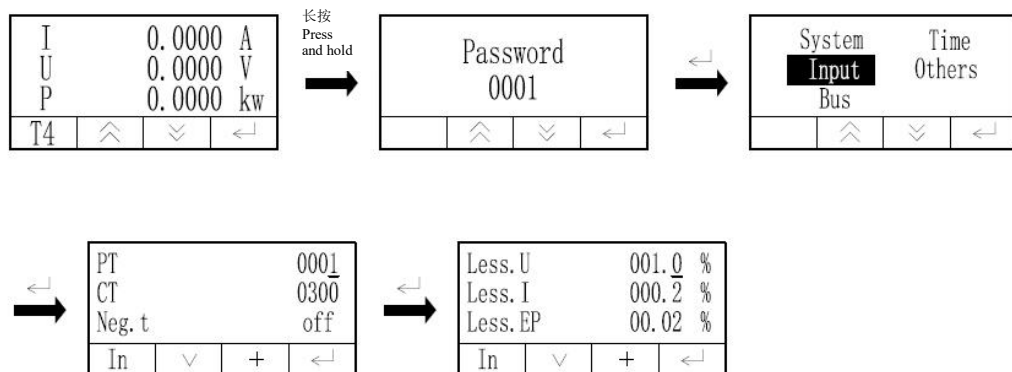 I 0.0000 A
U 0.0000 V
P 0.0000 kw
T4
长按
Press
and hold
Password
0001
System Time
Input Others
Bus
PT 0001
CT 0300
Neg.t off
In + 
Less.U 001.0 %
Less.I 000.2 %
Less.EP 00.02 %
In +